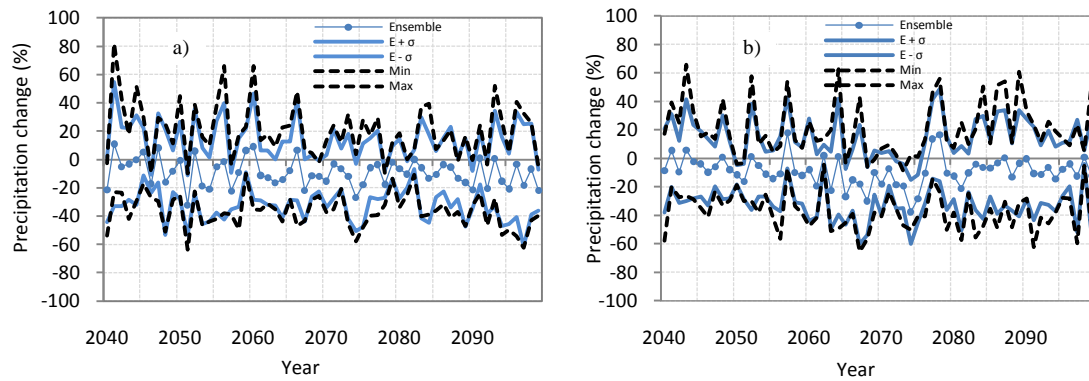 Precipitation change (%)
100
80
60
40
20
0
-20
-40
-60
-80
-100
a)
Ensemble
E + σ
E - σ
Min
Max
2040 2050 2060 2070 2080 2090
Year
Precipitation change (%)
100
80
60
40
20
0
-20
-40
-60
-80
-100
b)
Ensemble
E + σ
E - σ
Min
Max
2040 2050 2060 2070 2080 2090
Year